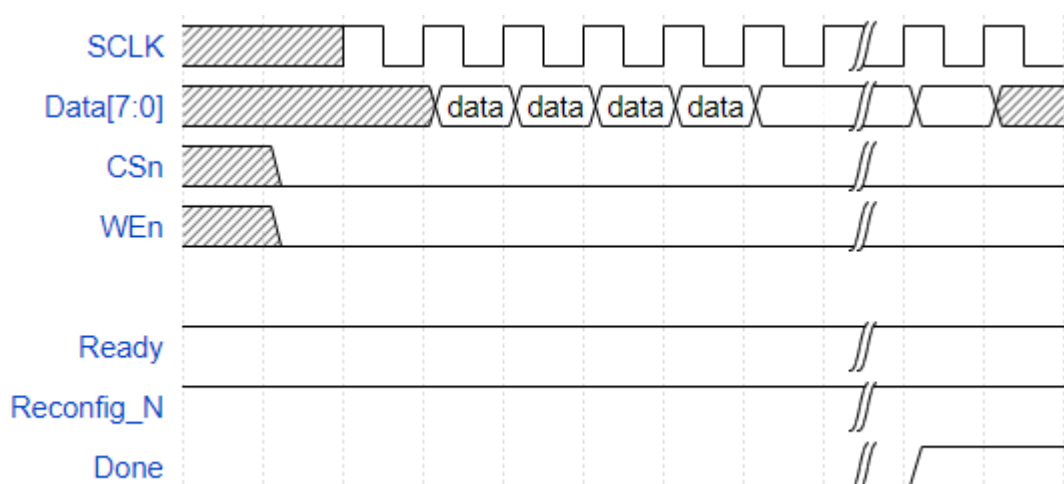 SCLK
Data[7:0] data data data data
CSn
WEn
Ready
Reconfig_N
Done